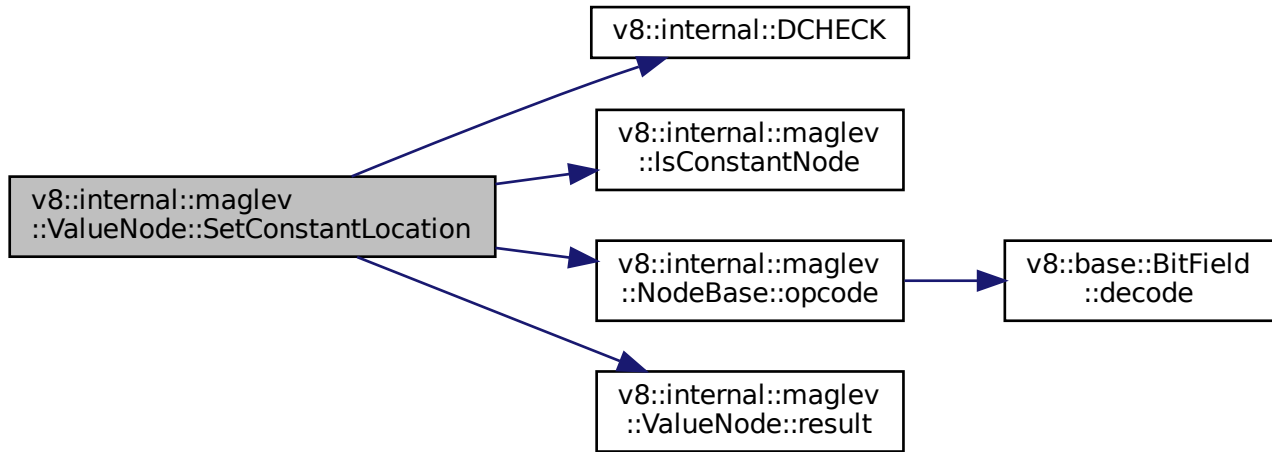 v8::internal::DCHECK
v8::internal::maglev
::IsConstantNode
v8::internal::maglev
::ValueNode::SetConstantLocation
v8::internal::maglev
::NodeBase::opcode
v8::base::BitField
::decode
v8::internal::maglev
::ValueNode::result